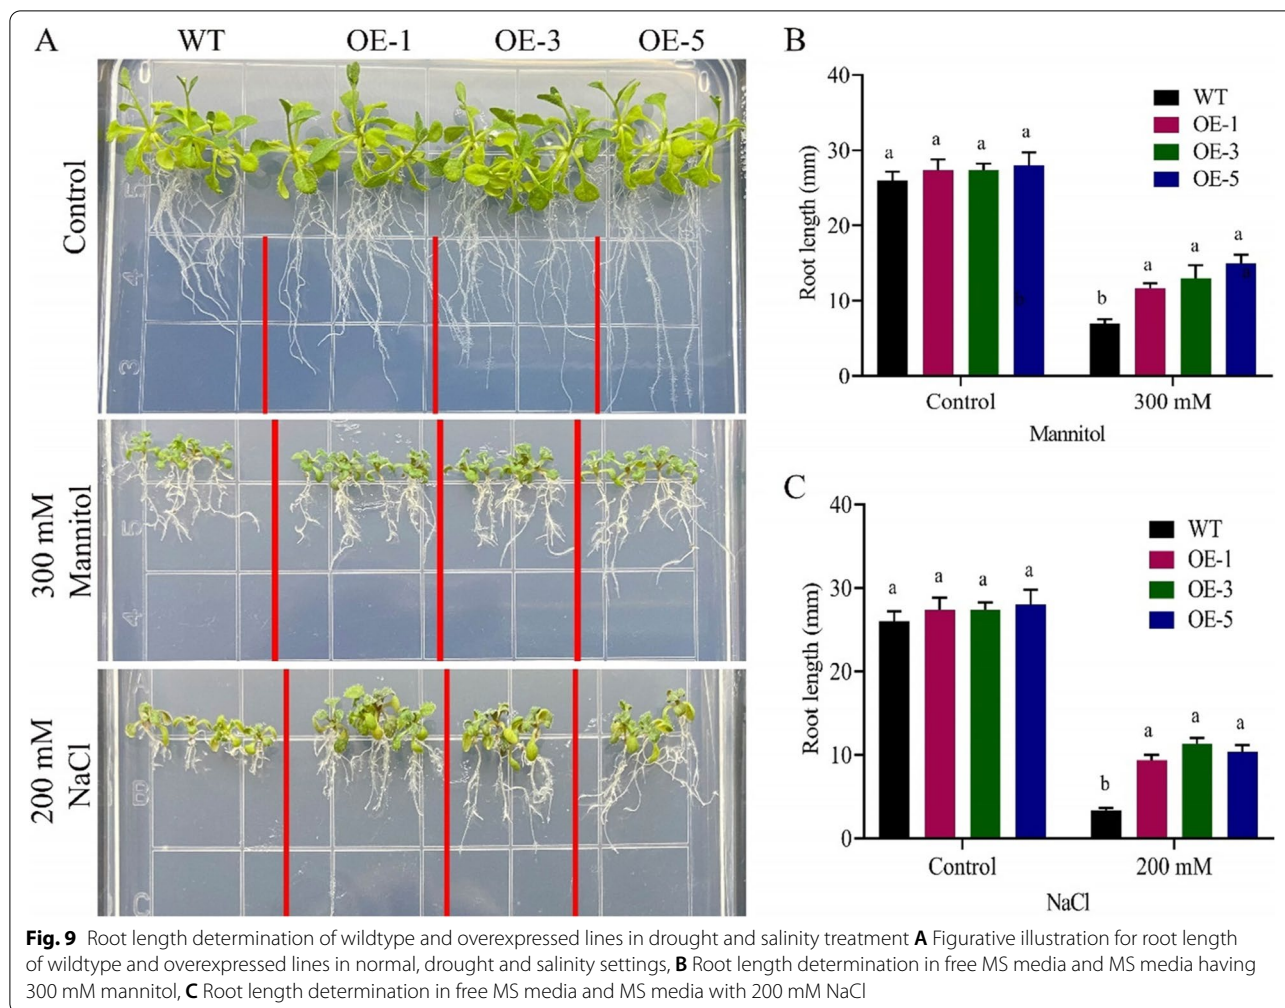 A
WT OE-1 OE-3 OE-5
Control
5
4
3
300 mM
Mannitol
5
4
200 mM
NaCl
B
C
B
40
30
20
10
0
Root length (mm)
WT
OE-1
OE-3
OE-5
a a a a
b a a a
b
Control 300 mM
Mannitol
C
40
30
20
10
0
Root length (mm)
WT
OE-1
OE-3
OE-5
a a a a
b a a a
Control 200 mM
NaCl
Fig. 9 Root length determination of wildtype and overexpressed lines in drought and salinity treatment A Figurative illustration for root length
of wildtype and overexpressed lines in normal, drought and salinity settings, B Root length determination in free MS media and MS media having
300 mM mannitol, C Root length determination in free MS media and MS media with 200 mM NaCl